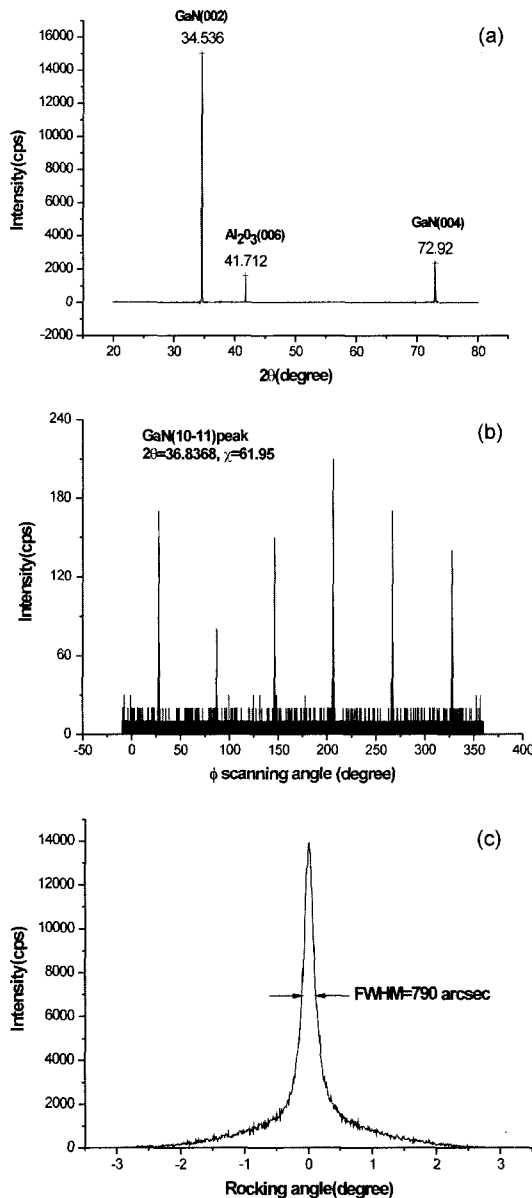 (a)
GaN(002)
34.536
Al₂0₃(006)
41.712
GaN(004)
72.92
Intensity(cps)
16000
14000
12000
10000
8000
6000
4000
2000
0
-2000
20 30 40 50 60 70 80
2θ(degree)
(b)
GaN(10-11)peak
2θ=36.8368, χ=61.95
Intensity(cps)
240
180
120
60
0
-50 0 50 100 150 200 250 300 350 400
ϕ scanning angle (degree)
(c)
FWHM=790 arcsec
Intensity(cps)
14000
12000
10000
8000
6000
4000
2000
0
-3 -2 -1 0 1 2 3
Rocking angle(degree)